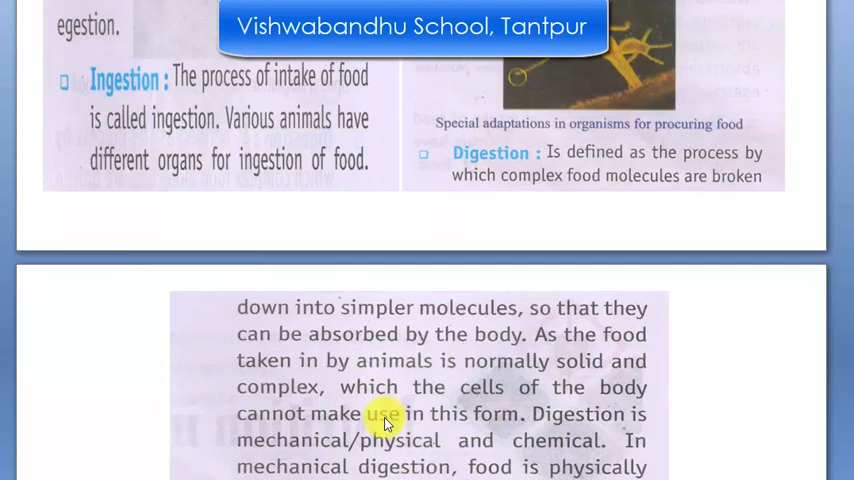 Vishwabandhu School, Tantpur
egestion.
Ingestion : The process of intake of food
is called ingestion. Various animals have
different organs for ingestion of food.
Special adaptations in organisms for procuring food
Digestion : Is defined as the process by
which complex food molecules are broken
down into simpler molecules, so that they
can be absorbed by the body. As the food
taken in by animals is normally solid and
complex, which the cells of the body
cannot make use in this form. Digestion is
mechanical/physical and chemical. In
mechanical digestion, food is physically